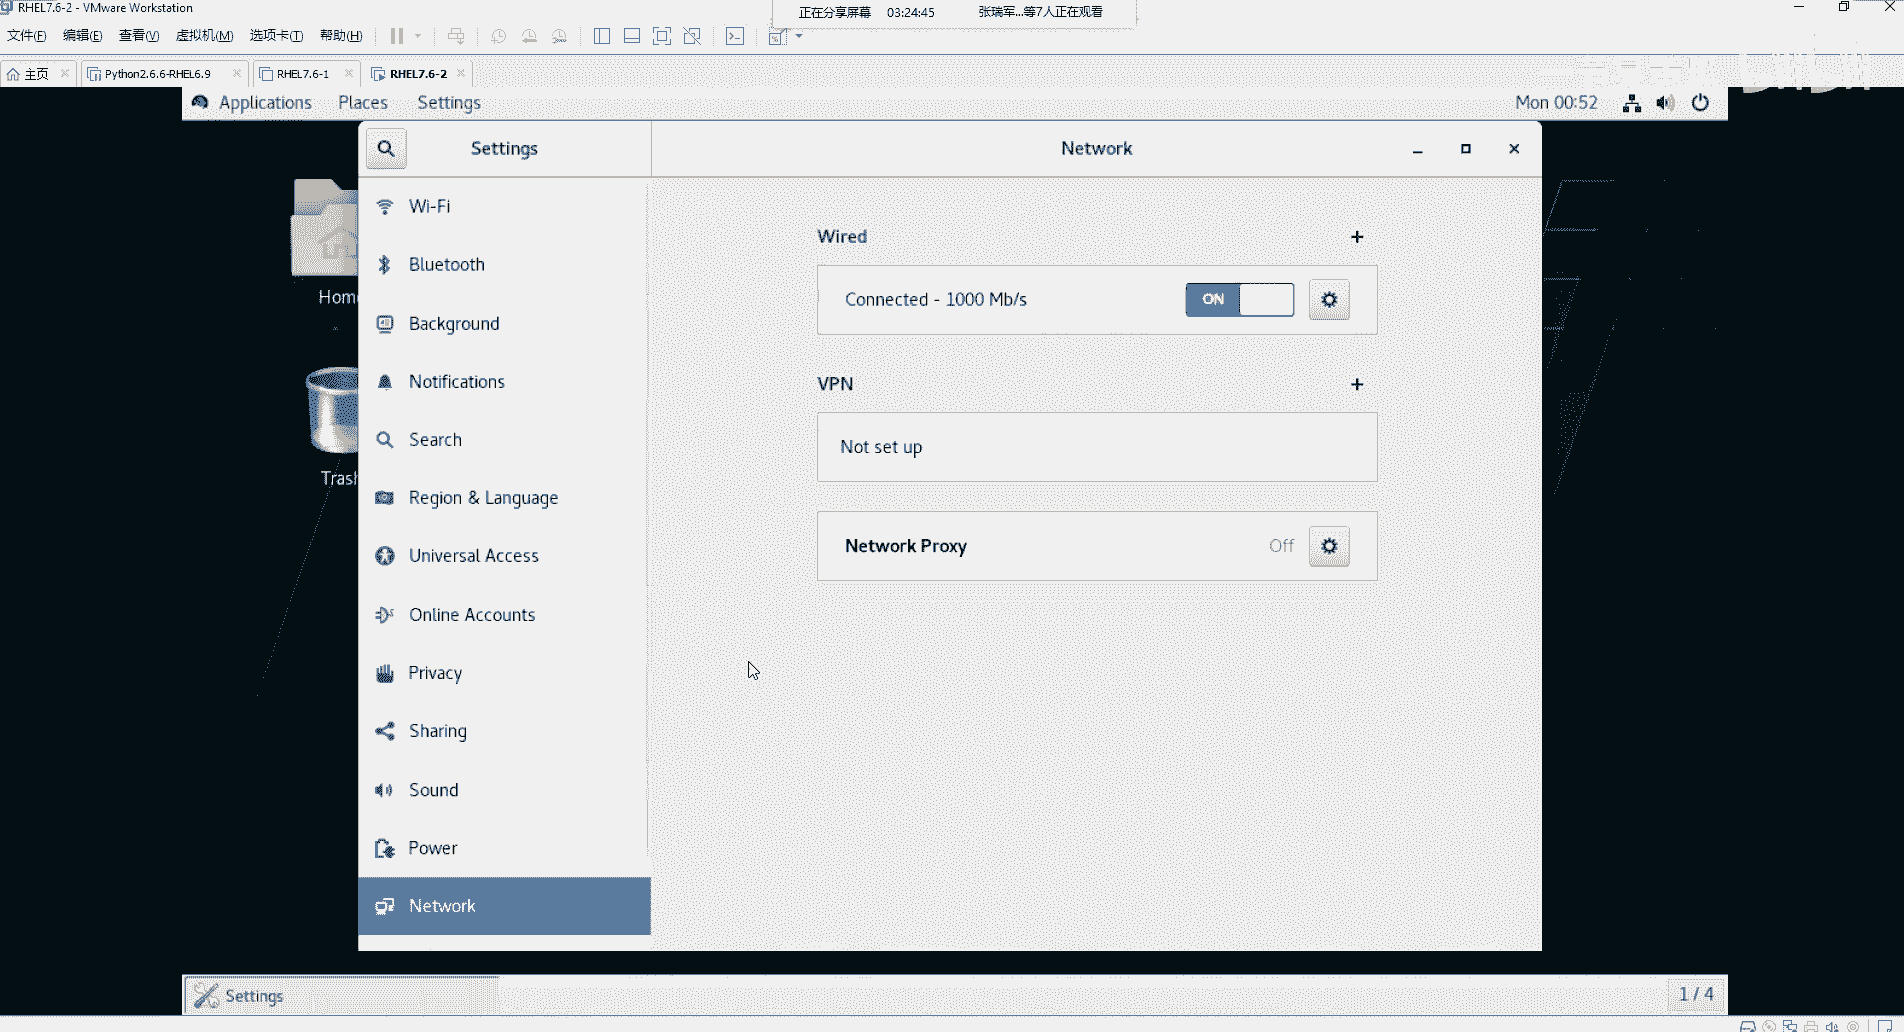 RHEL7.6-2 - VMware Workstation
正在分享屏幕 03:24:45 张瑞军...等7人正在观看
文件(F) 编辑(E) 查看(V) 虚拟机(M) 选项卡(T) 帮助(H)
主页 Python2.6.6-RHEL6.9 RHEL7.6-1 RHEL7.6-2
Applications Places Settings Mon 00:52
Settings Network
Home
Trash
Wi-Fi
Bluetooth
Background
Notifications
Search
Region & Language
Universal Access
Online Accounts
Privacy
Sharing
Sound
Power
Network
Wired +
Connected - 1000 Mb/s ON
VPN +
Not set up
Network Proxy Off
Settings 1 / 4